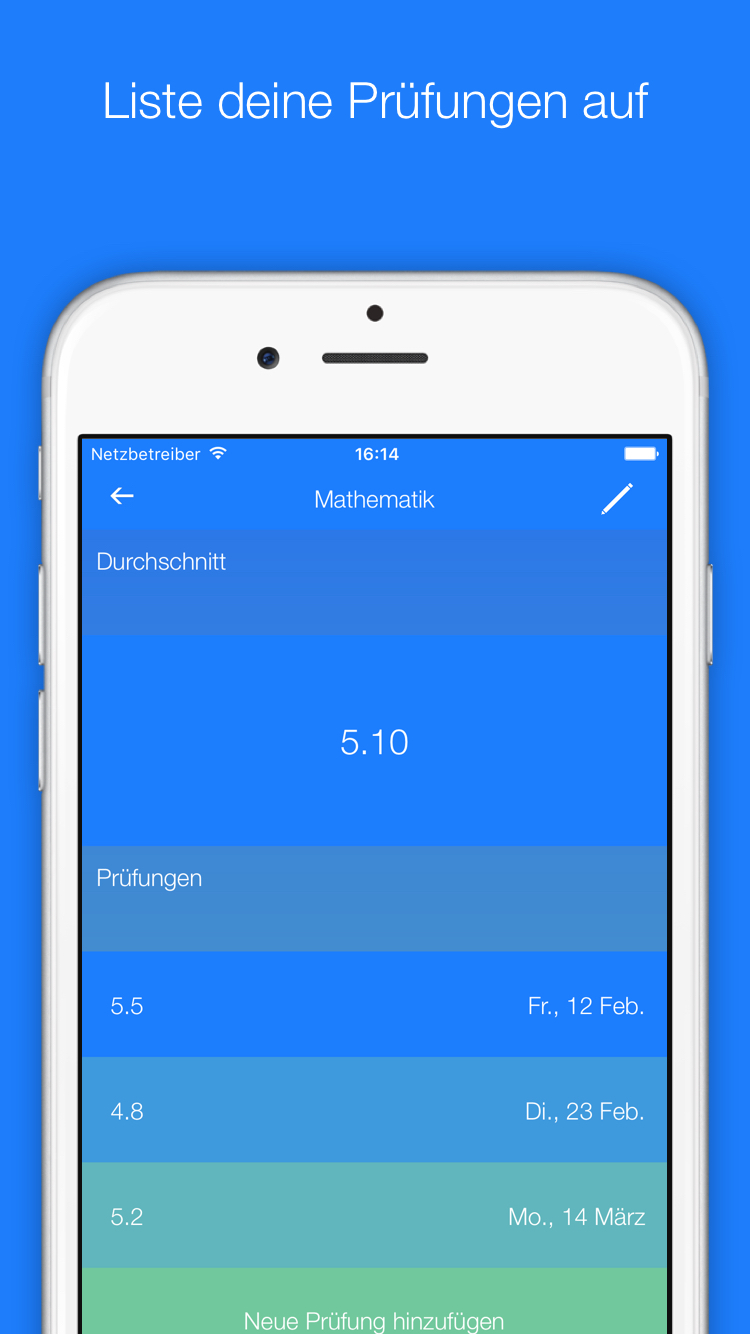 Liste deine Prüfungen auf
Netzbetreiber 16:14
Mathematik
Durchschnitt
5.10
Prüfungen
5.5 Fr., 12 Feb.
4.8 Di., 23 Feb.
5.2 Mo., 14 März
Neue Prüfung hinzufügen